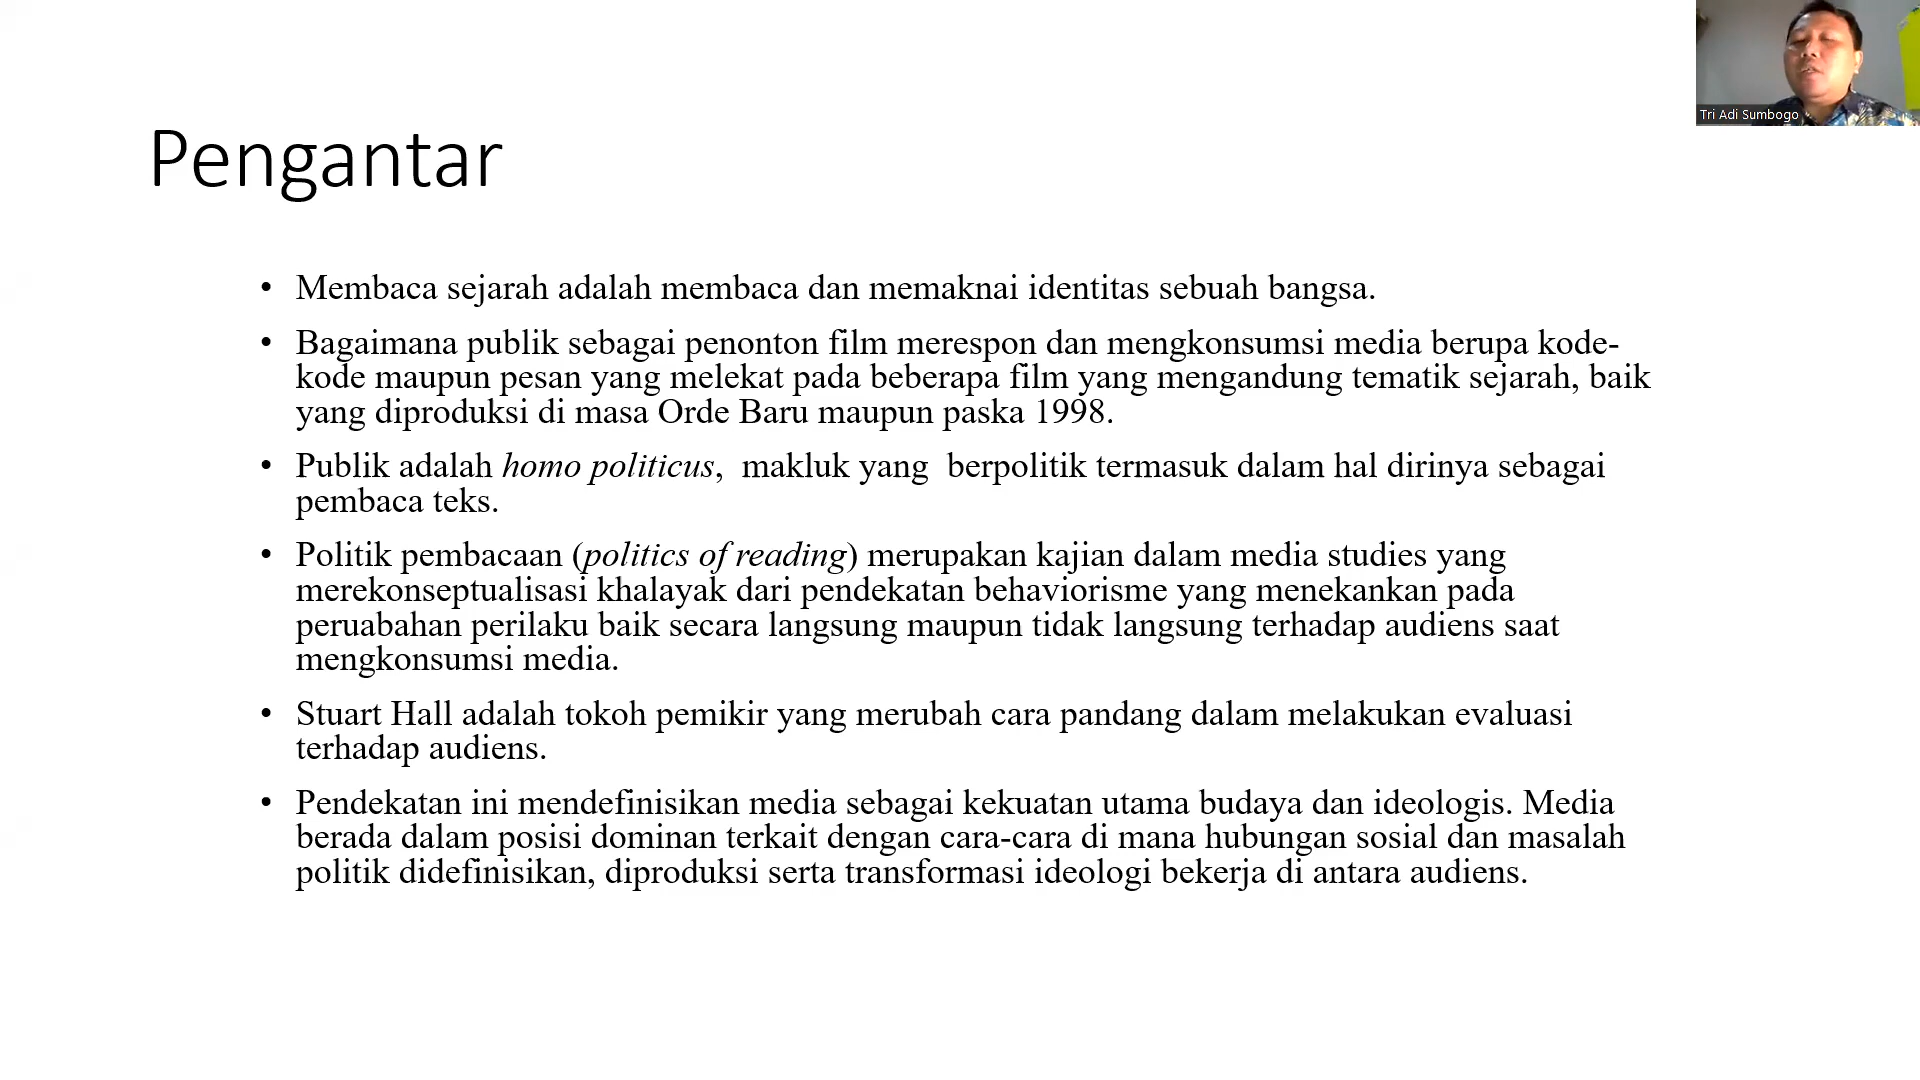 Tri Adi Sumbogo
Pengantar
• Membaca sejarah adalah membaca dan memaknai identitas sebuah bangsa.
• Bagaimana publik sebagai penonton film merespon dan mengkonsumsi media berupa kode-
kode maupun pesan yang melekat pada beberapa film yang mengandung tematik sejarah, baik
yang diproduksi di masa Orde Baru maupun paska 1998.
• Publik adalah homo politicus, makluk yang berpolitik termasuk dalam hal dirinya sebagai
pembaca teks.
• Politik pembacaan (politics of reading) merupakan kajian dalam media studies yang
merekonseptualisasi khalayak dari pendekatan behaviorisme yang menekankan pada
peruabahan perilaku baik secara langsung maupun tidak langsung terhadap audiens saat
mengkonsumsi media.
• Stuart Hall adalah tokoh pemikir yang merubah cara pandang dalam melakukan evaluasi
terhadap audiens.
• Pendekatan ini mendefinisikan media sebagai kekuatan utama budaya dan ideologis. Media
berada dalam posisi dominan terkait dengan cara-cara di mana hubungan sosial dan masalah
politik didefinisikan, diproduksi serta transformasi ideologi bekerja di antara audiens.